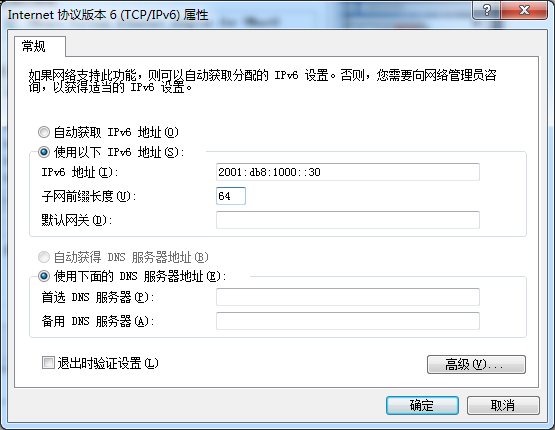 Internet 协议版本 6 (TCP/IPv6) 属性
常规
如果网络支持此功能，则可以自动获取分配的 IPv6 设置。否则，您需要向网络管理员咨
询，以获得适当的 IPv6 设置。
自动获取 IPv6 地址(O)
使用以下 IPv6 地址(S):
IPv6 地址(I): 2001:db8:1000::30
子网前缀长度(U): 64
默认网关(D):
自动获得 DNS 服务器地址(B)
使用下面的 DNS 服务器地址(E):
首选 DNS 服务器(P):
备用 DNS 服务器(A):
退出时验证设置(L)
高级(V)...
确定
取消